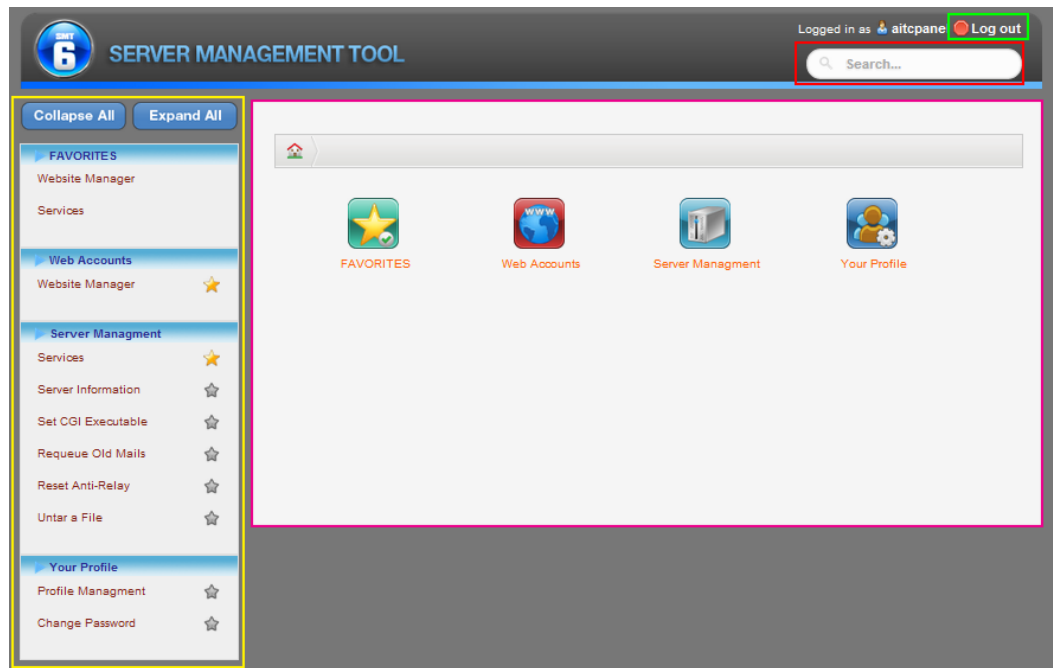 SMT
6
SERVER MANAGEMENT TOOL
Logged in as aitcpane Log out
Search...
Collapse All Expand All
FAVORITES
Website Manager
Services
Web Accounts
Website Manager
Server Managment
Services
Server Information
Set CGI Executable
Requeue Old Mails
Reset Anti-Relay
Untar a File
Your Profile
Profile Managment
Change Password
WWW
FAVORITES Web Accounts Server Managment Your Profile